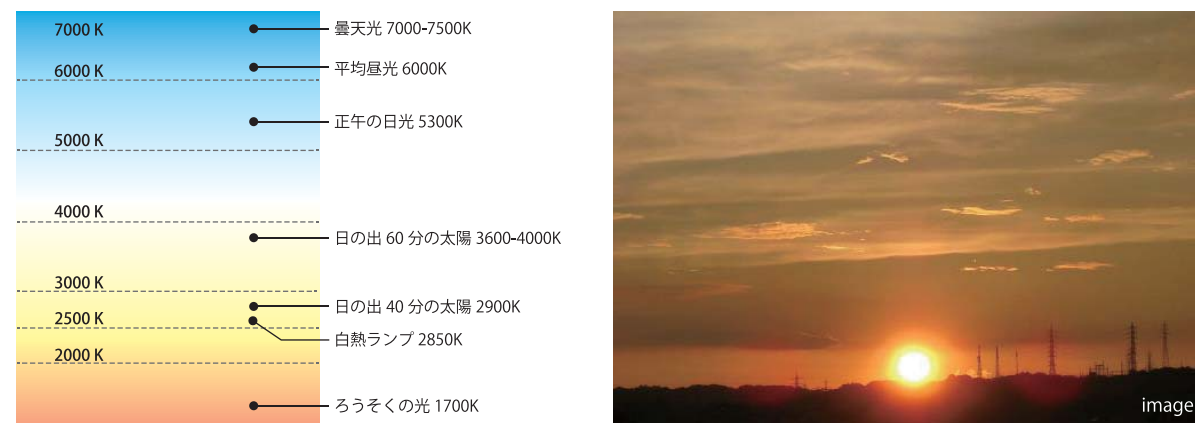 7000 K
曇天光 7000-7500K
6000 K
平均昼光 6000K
正午の日光 5300K
5000 K
4000 K
日の出 60 分の太陽 3600-4000K
3000 K
日の出 40 分の太陽 2900K
2500 K
白熱ランプ 2850K
2000 K
ろうそくの光 1700K
image